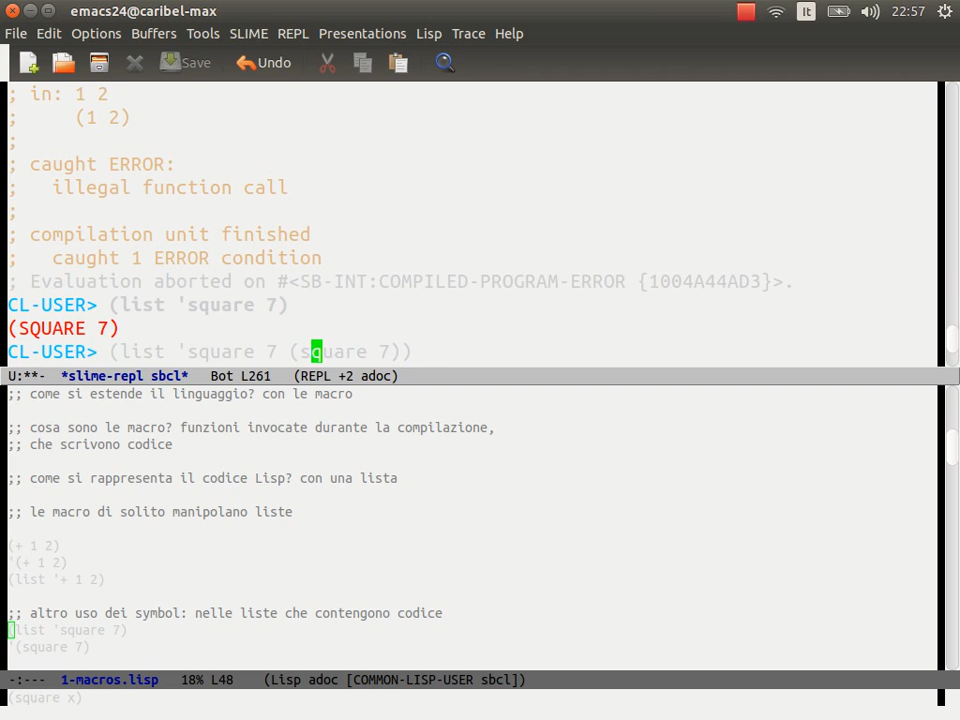 emacs24@caribel-max
It
22:57
File Edit Options Buffers Tools SLIME REPL Presentations Lisp Trace Help
Save Undo
; in: 1 2
;     (1 2)
;
; caught ERROR:
;   illegal function call
;
; compilation unit finished
;   caught 1 ERROR condition
; Evaluation aborted on #<SB-INT:COMPILED-PROGRAM-ERROR {1004A44AD3}>.
CL-USER> (list 'square 7)
(SQUARE 7)
CL-USER> (list 'square 7 (square 7))
U:**-  *slime-repl sbcl*   Bot L261   (REPL +2 adoc)
;; come si estende il linguaggio? con le macro
;; cosa sono le macro? funzioni invocate durante la compilazione,
;; che scrivono codice
;; come si rappresenta il codice Lisp? con una lista
;; le macro di solito manipolano liste
(+ 1 2)
'(+ 1 2)
(list '+ 1 2)
;; altro uso dei symbol: nelle liste che contengono codice
(list 'square 7)
'(square 7)
-:---  1-macros.lisp   18% L48    (Lisp adoc [COMMON-LISP-USER sbcl])
(square x)